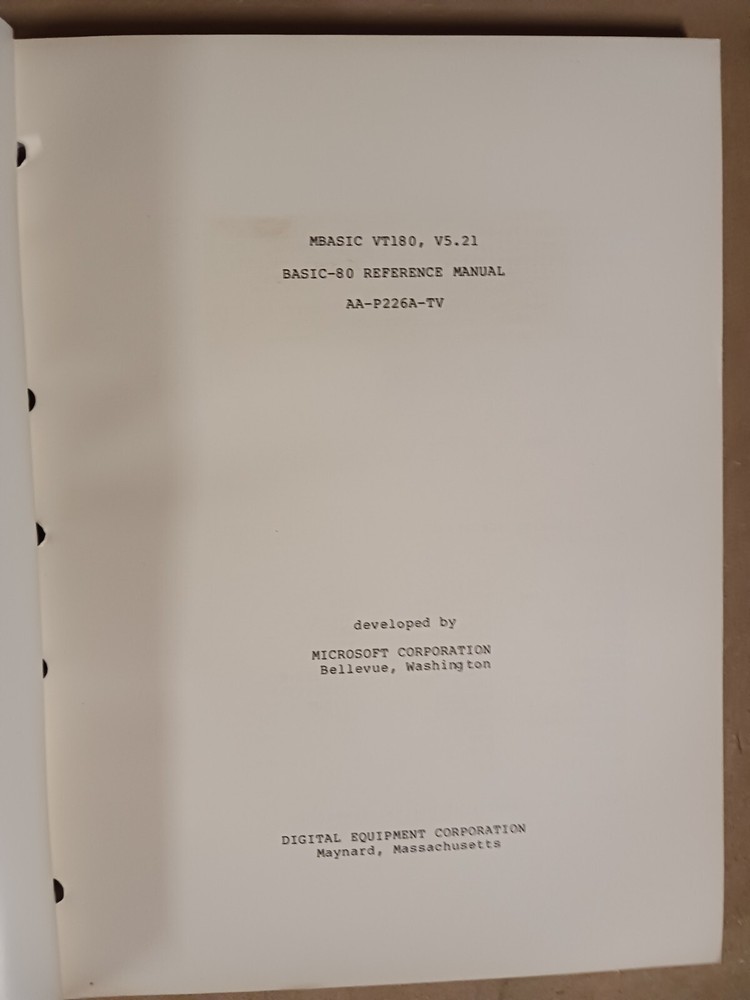 MBASIC VT180, V5.21
BASIC-80 REFERENCE MANUAL
AA-P226A-TV
developed by
MICROSOFT CORPORATION
Bellevue, Washington
DIGITAL EQUIPMENT CORPORATION
Maynard, Massachusetts